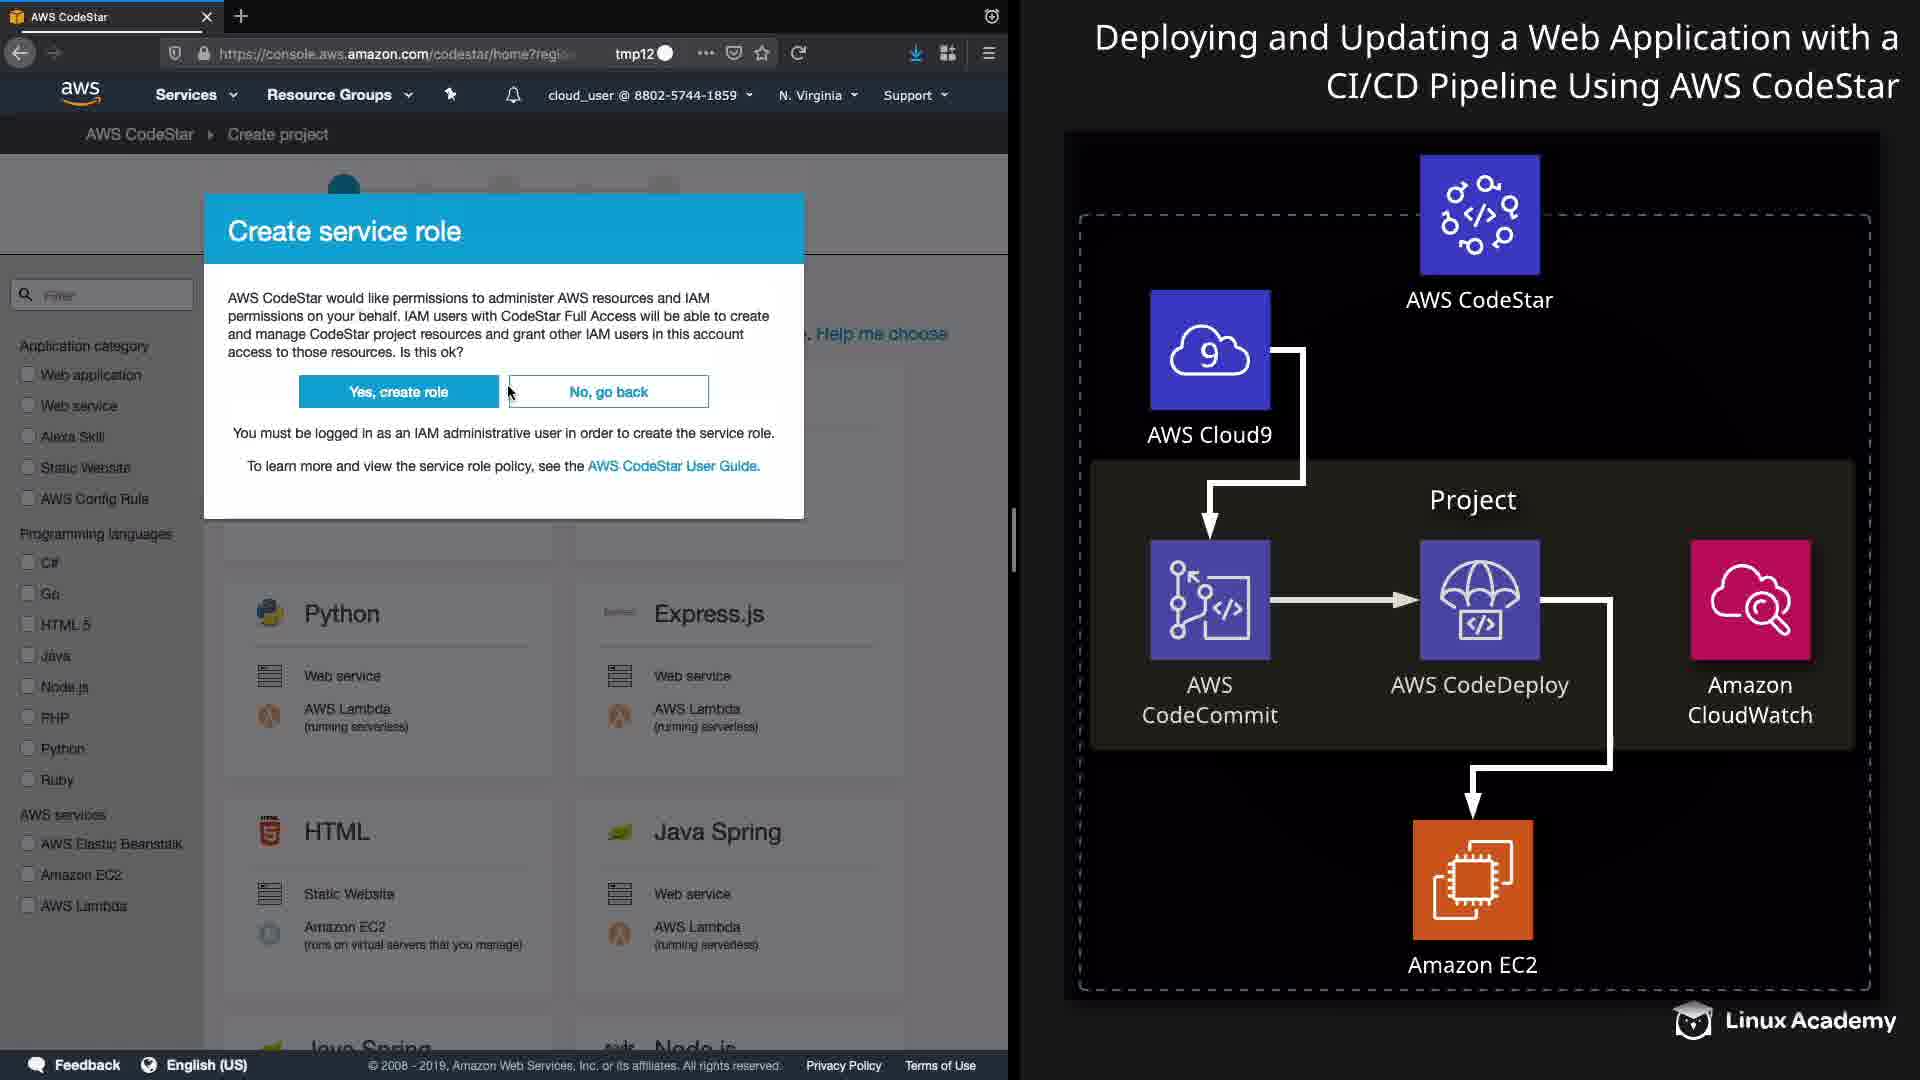 AWS CodeStar
https://console.aws.amazon.com/codestar/home?regio
tmp12
aws
Services
Resource Groups
cloud_user @ 8802-5744-1859
N. Virginia
Support
AWS CodeStar
Create project
Create service role
AWS CodeStar would like permissions to administer AWS resources and IAM
permissions on your behalf. IAM users with CodeStar Full Access will be able to create
and manage CodeStar project resources and grant other IAM users in this account
access to those resources. Is this ok?
Yes, create role
No, go back
You must be logged in as an IAM administrative user in order to create the service role.
To learn more and view the service role policy, see the AWS CodeStar User Guide.
. Help me choose
Filter
Application category
Web application
Web service
Alexa Skill
Static Website
AWS Config Rule
Programming languages
C#
Go
HTML 5
Java
Node.js
PHP
Python
Ruby
AWS services
AWS Elastic Beanstalk
Amazon EC2
AWS Lambda
Python
Web service
AWS Lambda
(running serverless)
Express.js
Web service
AWS Lambda
(running serverless)
HTML
Static Website
Amazon EC2
(runs on virtual servers that you manage)
Java Spring
Web service
AWS Lambda
(running serverless)
Java Spring
Node.js
Feedback
English (US)
© 2008 - 2019, Amazon Web Services, Inc. or its affiliates. All rights reserved.
Privacy Policy
Terms of Use
Deploying and Updating a Web Application with a
CI/CD Pipeline Using AWS CodeStar
AWS CodeStar
9
AWS Cloud9
Project
AWS
CodeCommit
AWS CodeDeploy
Amazon
CloudWatch
Amazon EC2
Linux Academy